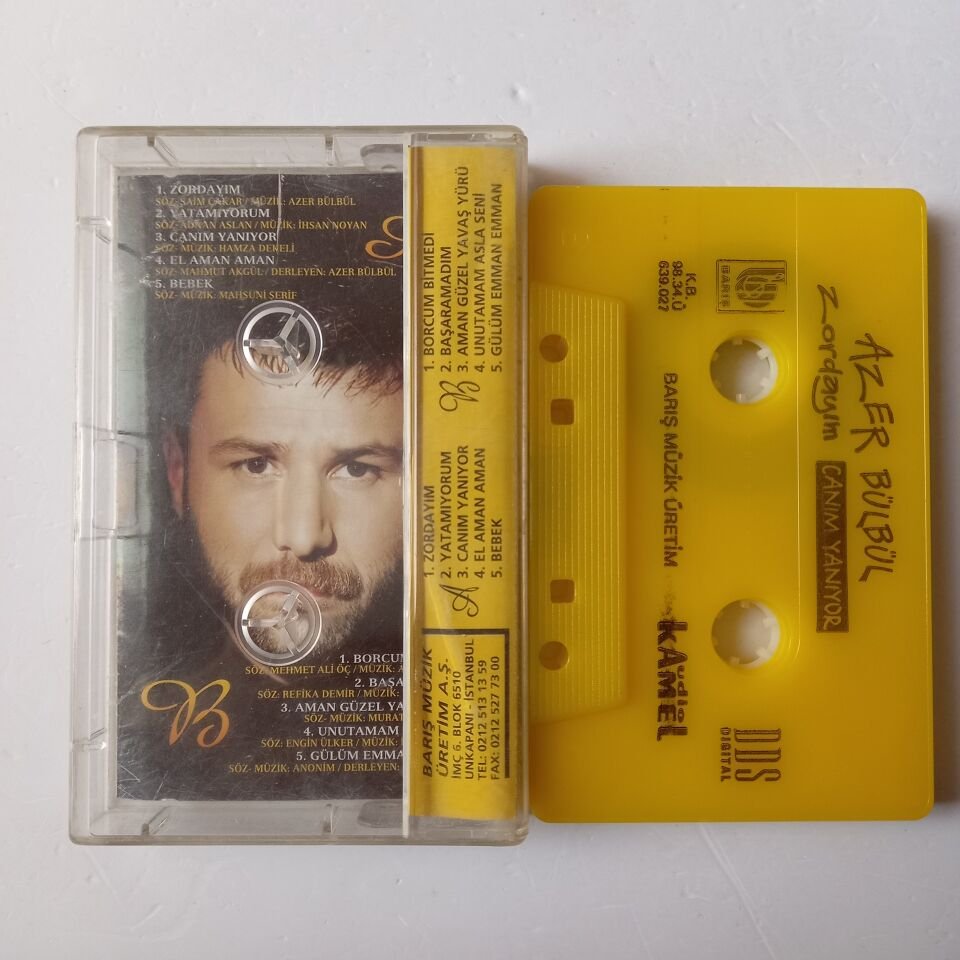 1. ZORDAYIM
SÖZ- SAİM ÇAKAR / MÜZİK: AZER BÜLBÜL
2. YATAMIYORUM
SÖZ- ADNAN ASLAN / MÜZİK: İHSAN NOYAN
3. CANIM YANIYOR
SÖZ- MÜZİK: HAMZA DEKELİ
4. EL AMAN AMAN
SÖZ- MAHMUT AKGÜL / DERLEYEN: AZER BÜLBÜL
5. BEBEK
SÖZ- MÜZİK: MAHSUNİ ŞERİF
B
1. BORCUM
SÖZ- MEHMET ALİ ÖÇ / MÜZİK: A
2. BAŞA
SÖZ: REFİKA DEMİR / MÜZİK:
3. AMAN GÜZEL YA
SÖZ- MÜZİK: MURAT
4. UNUTAMAM
SÖZ: ENGİN ÜLKER / MÜZİK:
5. GÜLÜM EMMA
SÖZ- MÜZİK: ANONİM / DERLEYEN:
BARIŞ MÜZİK
ÜRETİM A.Ş.
İMÇ 6. BLOK 6510
UNKAPANI - İSTANBUL
TEL: 0212 513 13 59
FAX: 0212 527 73 00
A
1. ZORDAYIM
2. YATAMIYORUM
3. CANIM YANIYOR
4. EL AMAN AMAN
5. BEBEK
B
1. BORCUM BİTMEDİ
2. BAŞARAMADIM
3. AMAN GÜZEL YAVAŞ YÜRÜ
4. UNUTAMAM ASLA SENİ
5. GÜLÜM EMMAN EMMAN
AZER BÜLBÜL
Zordayım
CANIM YANIYOR
BARIŞ
K.B.
98.34.Ü
639.027
BARIŞ MÜZİK ÜRETİM
KAMEL
audio
DDS
DIGITAL